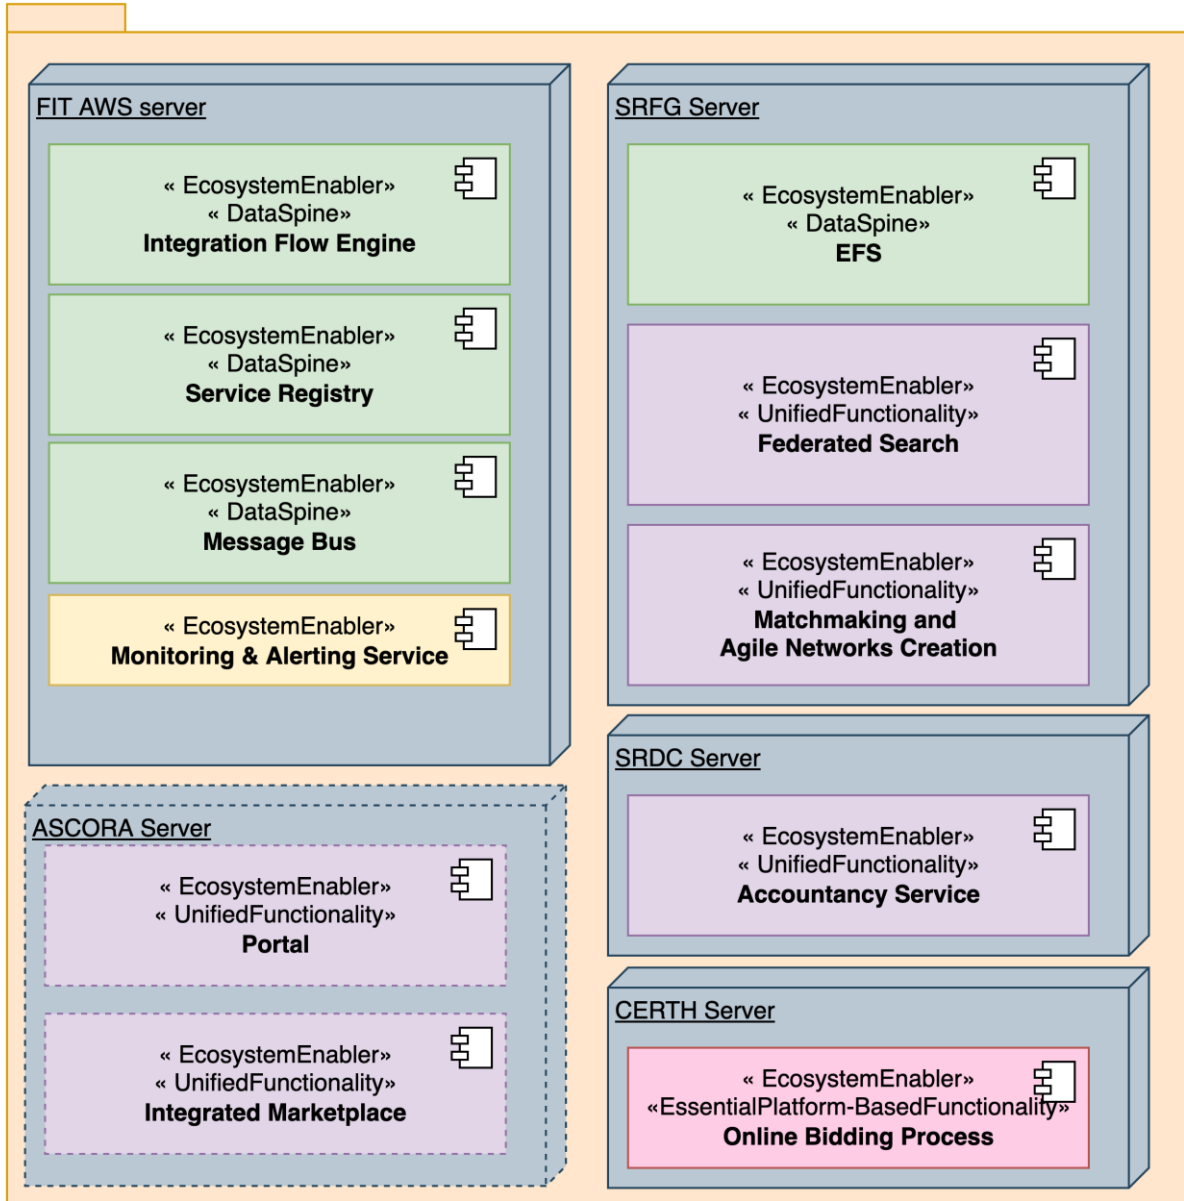 FIT AWS server
« EcosystemEnabler»
« DataSpine»
Integration Flow Engine
« EcosystemEnabler»
« DataSpine»
Service Registry
« EcosystemEnabler»
« DataSpine»
Message Bus
« EcosystemEnabler»
Monitoring & Alerting Service
ASCORA Server
« EcosystemEnabler»
« UnifiedFunctionality»
Portal
« EcosystemEnabler»
« UnifiedFunctionality»
Integrated Marketplace
SRFG Server
« EcosystemEnabler»
« DataSpine»
EFS
« EcosystemEnabler»
« UnifiedFunctionality»
Federated Search
« EcosystemEnabler»
« UnifiedFunctionality»
Matchmaking and
Agile Networks Creation
SRDC Server
« EcosystemEnabler»
« UnifiedFunctionality»
Accountancy Service
CERTH Server
« EcosystemEnabler»
«EssentialPlatform-BasedFunctionality»
Online Bidding Process